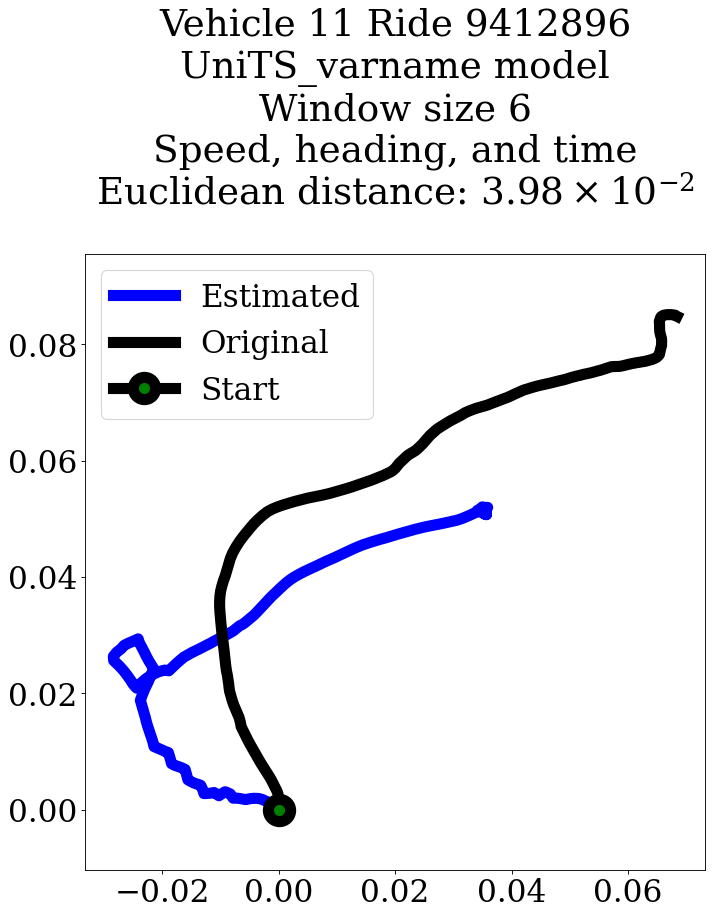 Vehicle 11 Ride 9412896
UniTS_varname model
Window size 6
Speed, heading, and time
Euclidean distance: 3.98 × 10⁻²
Estimated
Original
Start
0.08
0.06
0.04
0.02
0.00
−0.02 0.00 0.02 0.04 0.06